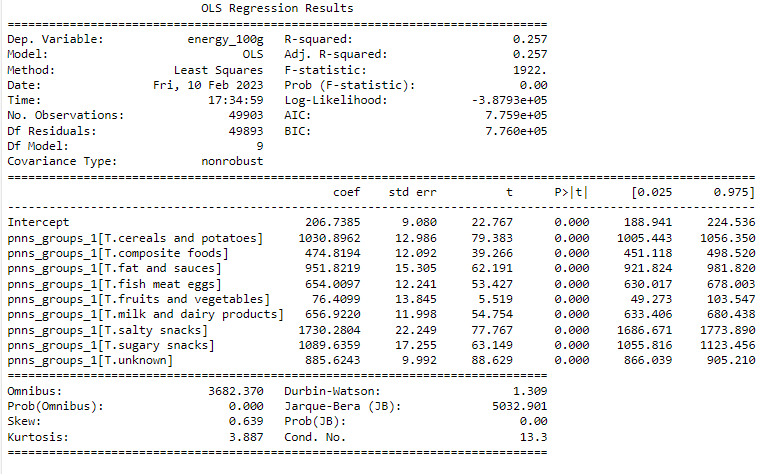 OLS Regression Results
==============================================================================
Dep. Variable: energy_100g R-squared: 0.257
Model: OLS Adj. R-squared: 0.257
Method: Least Squares F-statistic: 1922.
Date: Fri, 10 Feb 2023 Prob (F-statistic): 0.00
Time: 17:34:59 Log-Likelihood: -3.8793e+05
No. Observations: 49903 AIC: 7.759e+05
Df Residuals: 49893 BIC: 7.760e+05
Df Model: 9
Covariance Type: nonrobust
==============================================================================
coef std err t P>|t| [0.025 0.975]
------------------------------------------------------------------------------
Intercept 206.7385 9.080 22.767 0.000 188.941 224.536
pnns_groups_1[T.cereals and potatoes] 1030.8962 12.986 79.383 0.000 1005.443 1056.350
pnns_groups_1[T.composite foods] 474.8194 12.092 39.266 0.000 451.118 498.520
pnns_groups_1[T.fat and sauces] 951.8219 15.305 62.191 0.000 921.824 981.820
pnns_groups_1[T.fish meat eggs] 654.0097 12.241 53.427 0.000 630.017 678.003
pnns_groups_1[T.fruits and vegetables] 76.4099 13.845 5.519 0.000 49.273 103.547
pnns_groups_1[T.milk and dairy products] 656.9220 11.998 54.754 0.000 633.406 680.438
pnns_groups_1[T.salty snacks] 1730.2804 22.249 77.767 0.000 1686.671 1773.890
pnns_groups_1[T.sugary snacks] 1089.6359 17.255 63.149 0.000 1055.816 1123.456
pnns_groups_1[T.unknown] 885.6243 9.992 88.629 0.000 866.039 905.210
==============================================================================
Omnibus: 3682.370 Durbin-Watson: 1.309
Prob(Omnibus): 0.000 Jarque-Bera (JB): 5032.901
Skew: 0.639 Prob(JB): 0.00
Kurtosis: 3.887 Cond. No. 13.3
==============================================================================